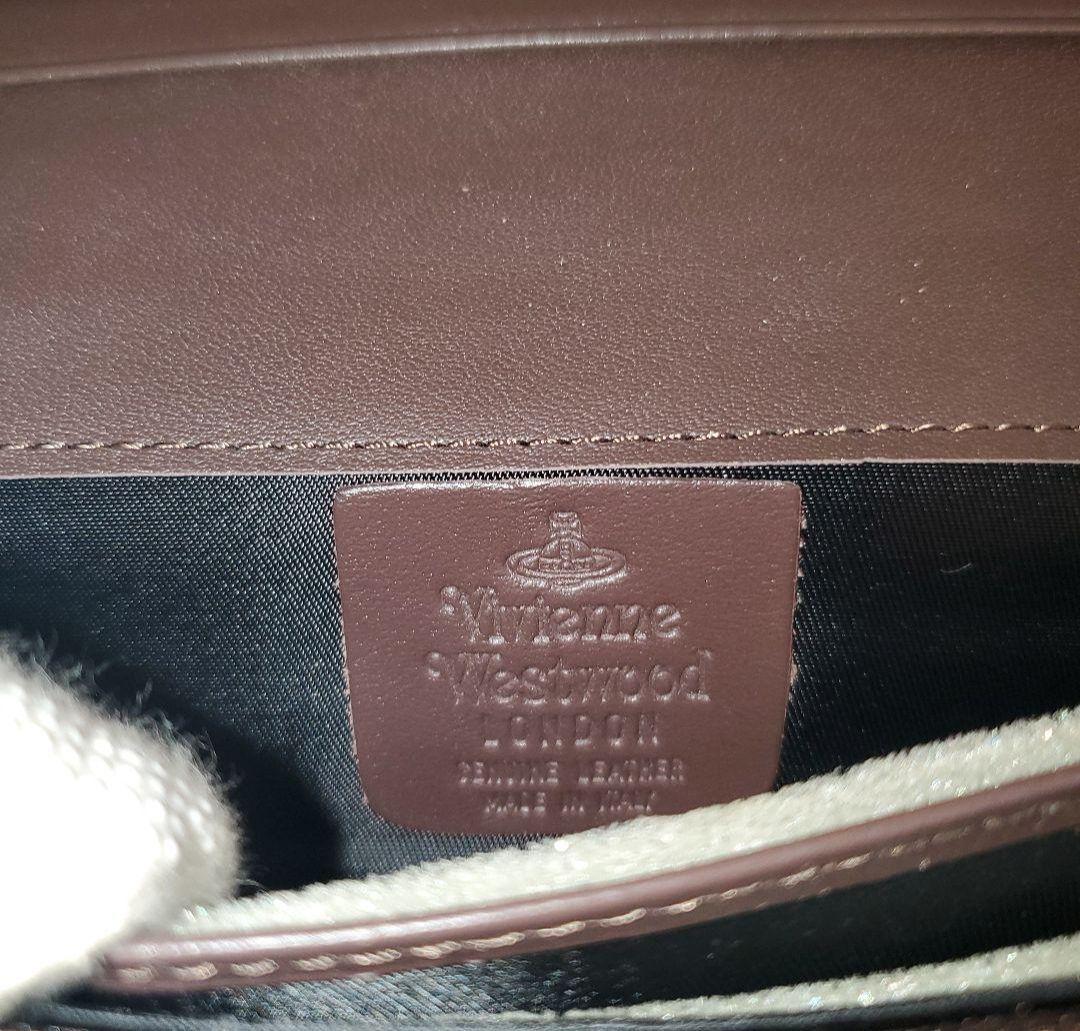 Vivienne
Westwood
LONDON
GENUINE LEATHER
MADE IN ITALY